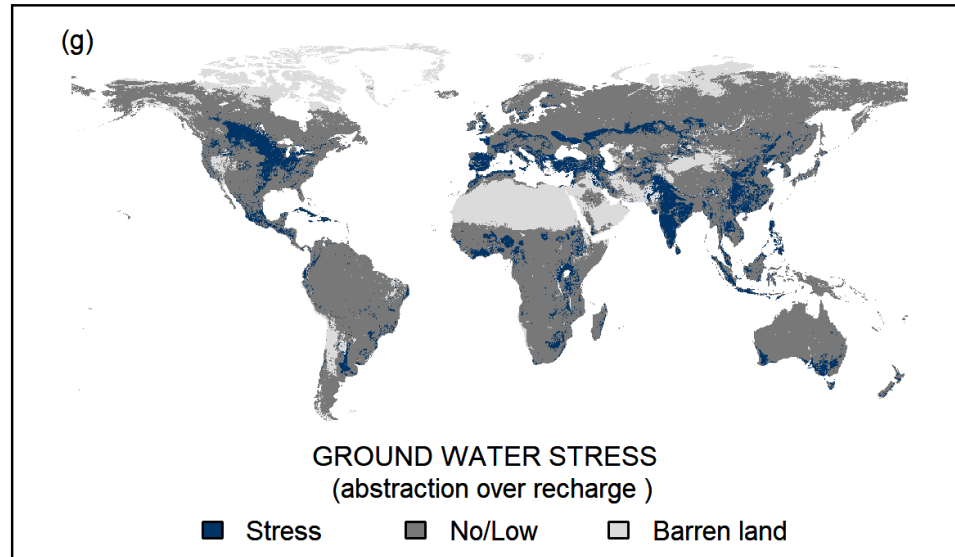 (g)
GROUND WATER STRESS
(abstraction over recharge )
Stress No/Low Barren land